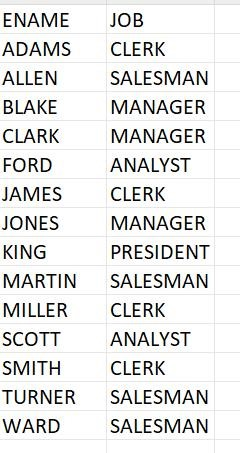 ENAME JOB
ADAMS CLERK
ALLEN SALESMAN
BLAKE MANAGER
CLARK MANAGER
FORD ANALYST
JAMES CLERK
JONES MANAGER
KING PRESIDENT
MARTIN SALESMAN
MILLER CLERK
SCOTT ANALYST
SMITH CLERK
TURNER SALESMAN
WARD SALESMAN